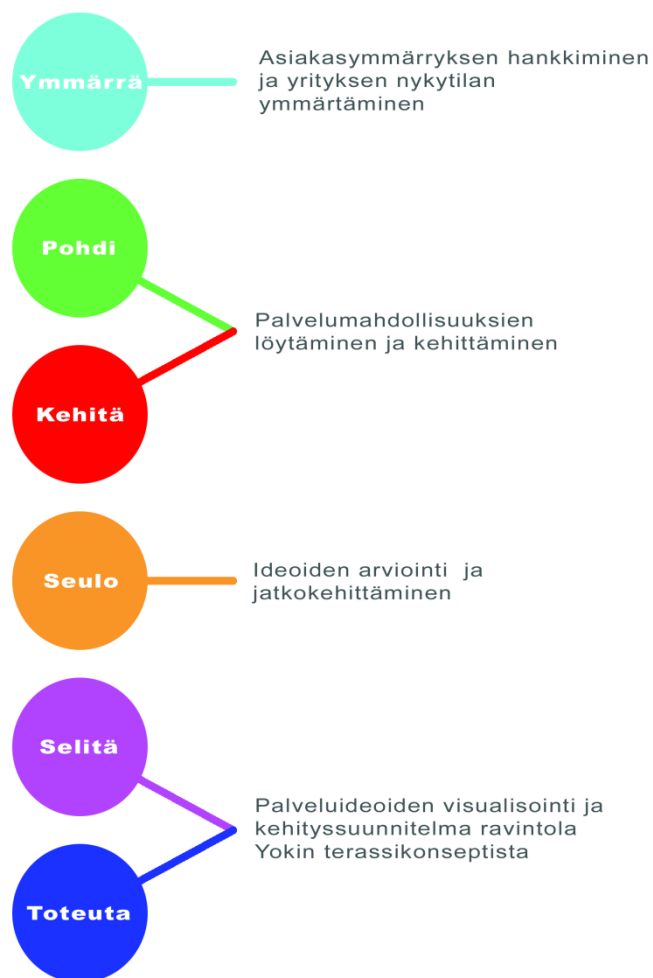 Ymmärrä
Asiakasymmärryksen hankkiminen
ja yrityksen nykytilan
ymmärtäminen
Pohdi
Kehitä
Palvelumahdollisuuksien
löytäminen ja kehittäminen
Seulo
Ideoiden arviointi ja
jatkokehittäminen
Selitä
Toteuta
Palveluideoiden visualisointi ja
kehityssuunnitelma ravintola
Yokin terassikonseptista